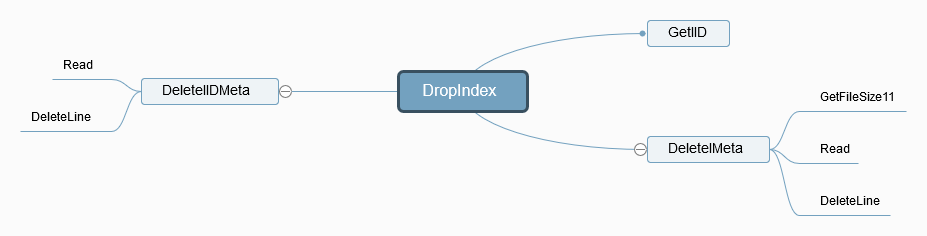 GetIID
Read
DeleteIIDMeta
DropIndex
GetFileSize11
DeleteLine
DeleteIMeta
Read
DeleteLine